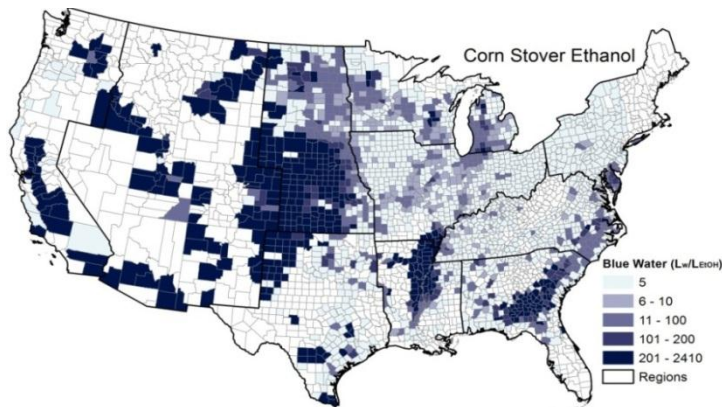 Corn Stover Ethanol
Blue Water (Lw/LEtOH)
5
6 - 10
11 - 100
101 - 200
201 - 2410
Regions